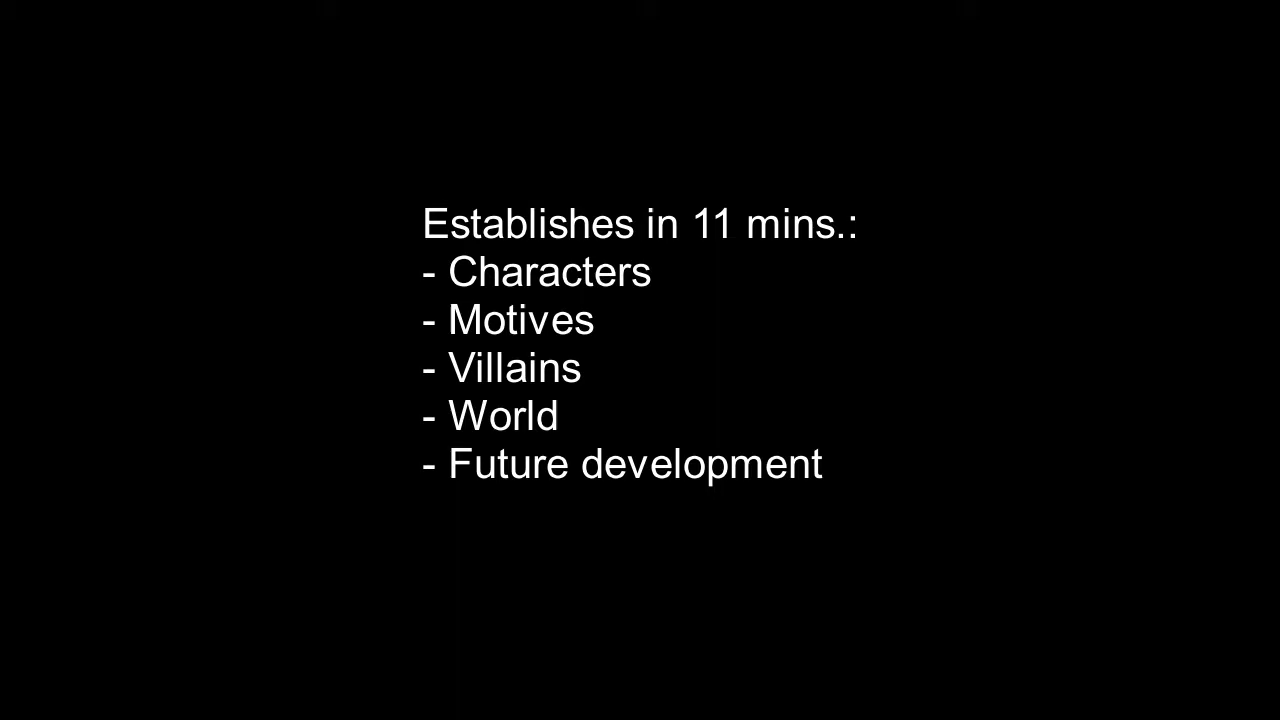 Establishes in 11 mins.:
- Characters
- Motives
- Villains
- World
- Future development